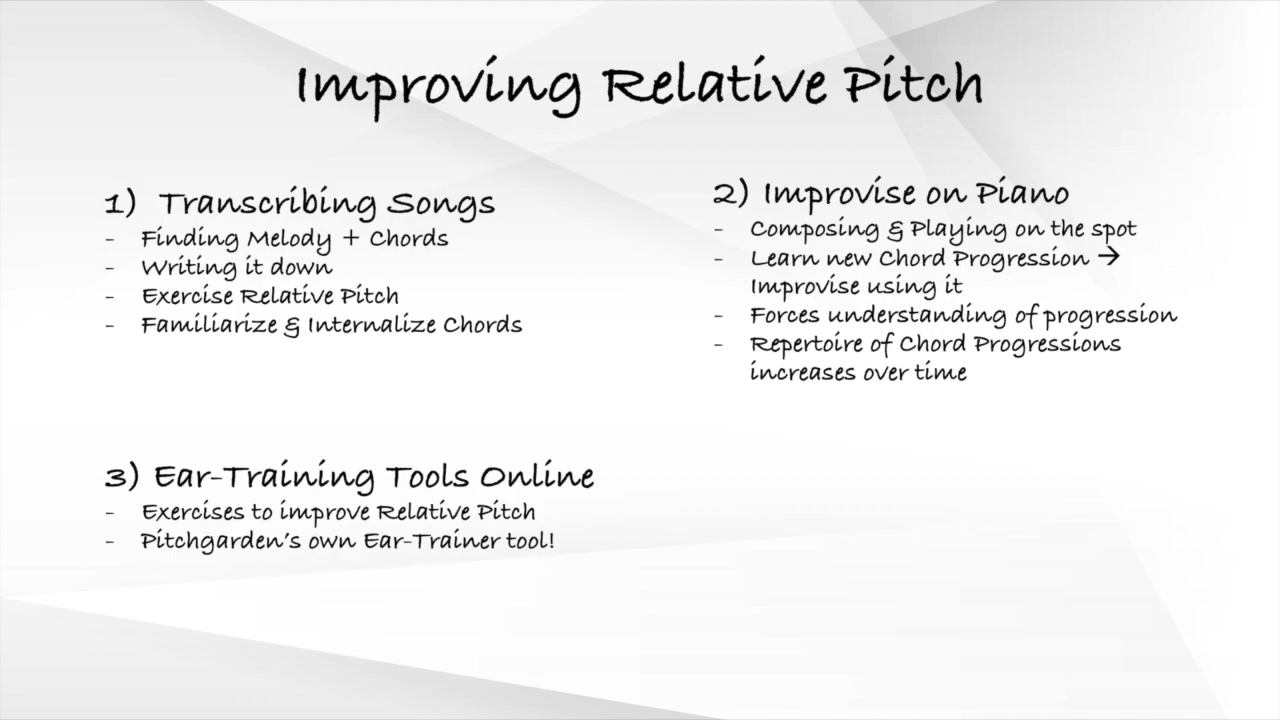 Improving Relative Pitch
1) Transcribing Songs
- Finding Melody + Chords
- Writing it down
- Exercise Relative Pitch
- Familiarize & Internalize Chords
2) Improvise on Piano
- Composing & Playing on the spot
- Learn new Chord Progression →
Improvise using it
- Forces understanding of progression
- Repertoire of Chord Progressions
increases over time
3) Ear-Training Tools Online
- Exercises to improve Relative Pitch
- Pitchgarden's own Ear-Trainer tool!